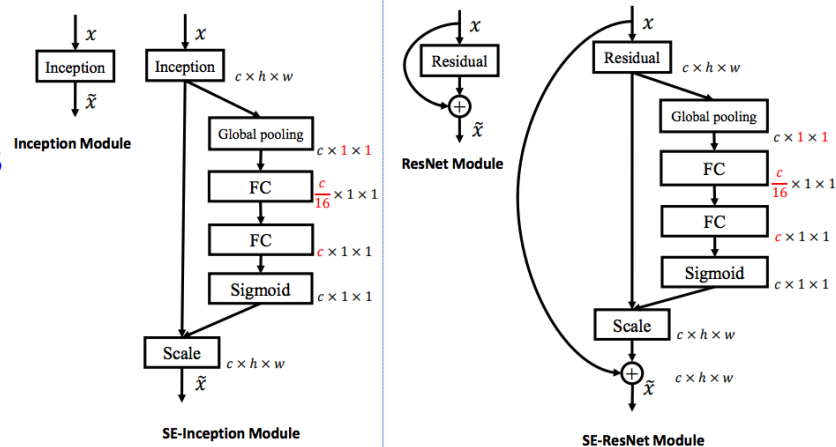 x
Inception
x̃
Inception Module
x
Inception
c × h × w
Global pooling
c × 1 × 1
FC
c/16 × 1 × 1
FC
c × 1 × 1
Sigmoid
c × 1 × 1
Scale
c × h × w
x̃
SE-Inception Module
x
Residual
+
x̃
ResNet Module
x
Residual
c × h × w
Global pooling
c × 1 × 1
FC
c/16 × 1 × 1
FC
c × 1 × 1
Sigmoid
c × 1 × 1
Scale
c × h × w
+
x̃
c × h × w
SE-ResNet Module